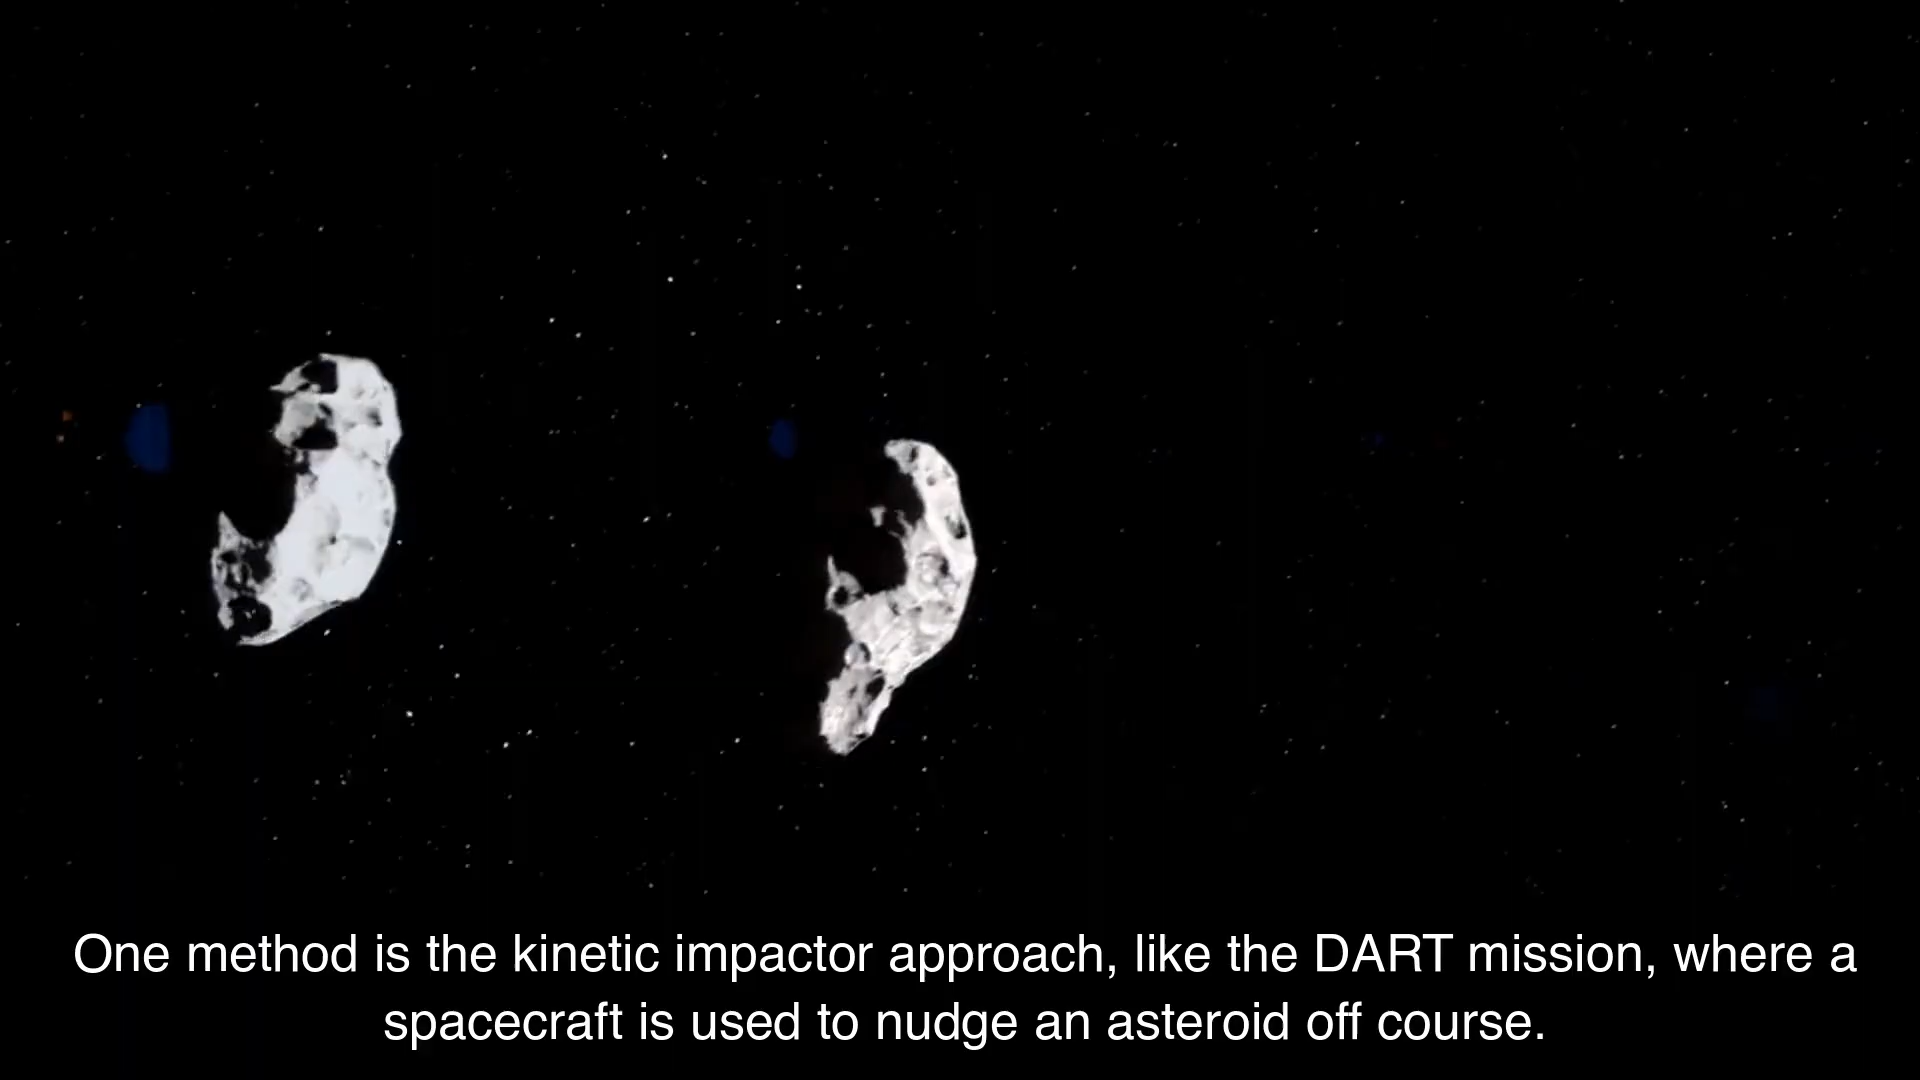 One method is the kinetic impactor approach, like the DART mission, where a
spacecraft is used to nudge an asteroid off course.